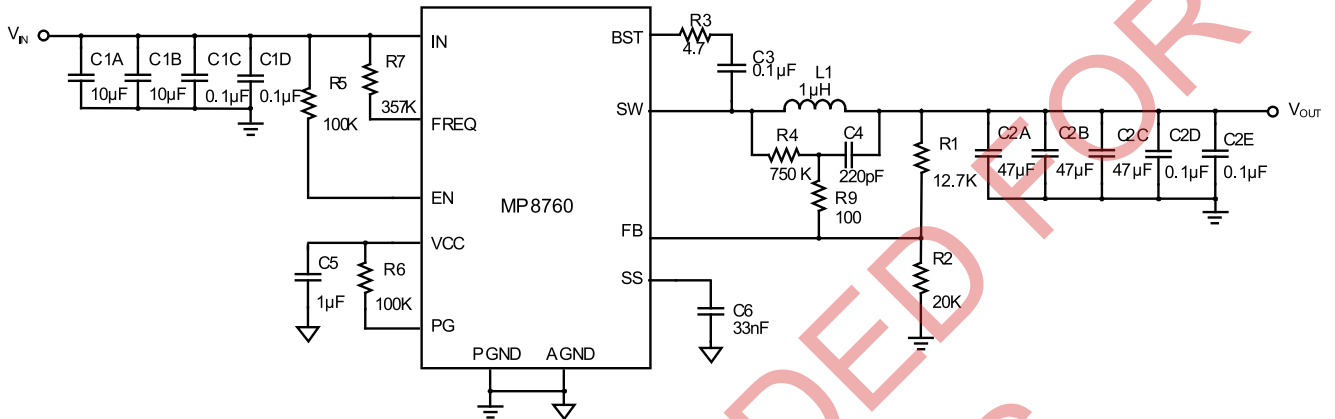 V_IN
C1A
10µF
C1B
10µF
C1C
0.1µF
C1D
0.1µF
R5
100K
R7
357K
IN
FREQ
EN
VCC
PG
PGND
AGND
MP8760
BST
SW
FB
SS
C5
1µF
R6
100K
R3
4.7
C3
0.1µF
L1
1µH
R4
750 K
C4
220pF
R9
100
R1
12.7K
R2
20K
C6
33nF
C2A
47µF
C2B
47µF
C2C
47µF
C2D
0.1µF
C2E
0.1µF
V_OUT
DED FOR